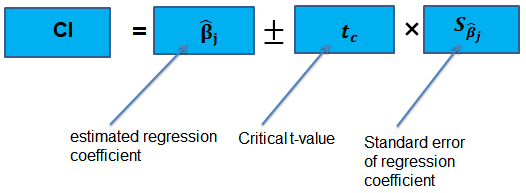 CI = β̂j ± tc × Sβ̂j
estimated regression
coefficient
Critical t-value
Standard error
of regression
coefficient